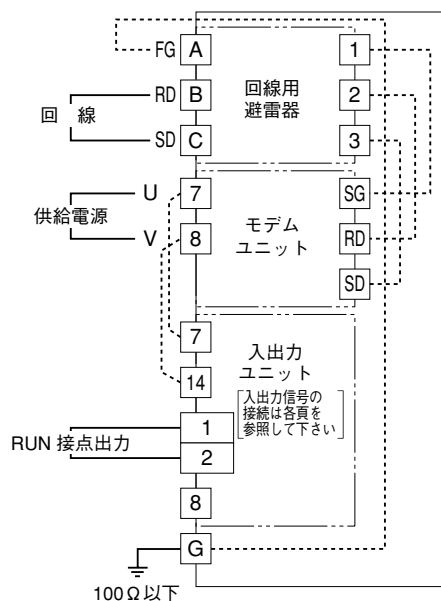 FG A 1
RD B 回線用 2
回 線 避雷器
SD C 3
U 7 SG
供給電源 モデム
V 8 ユニット RD
SD
7 入出力
ユニット
14
入出力信号の
接続は各頁を
参照して下さい
1
RUN 接点出力
2
8
G
100Ω以下